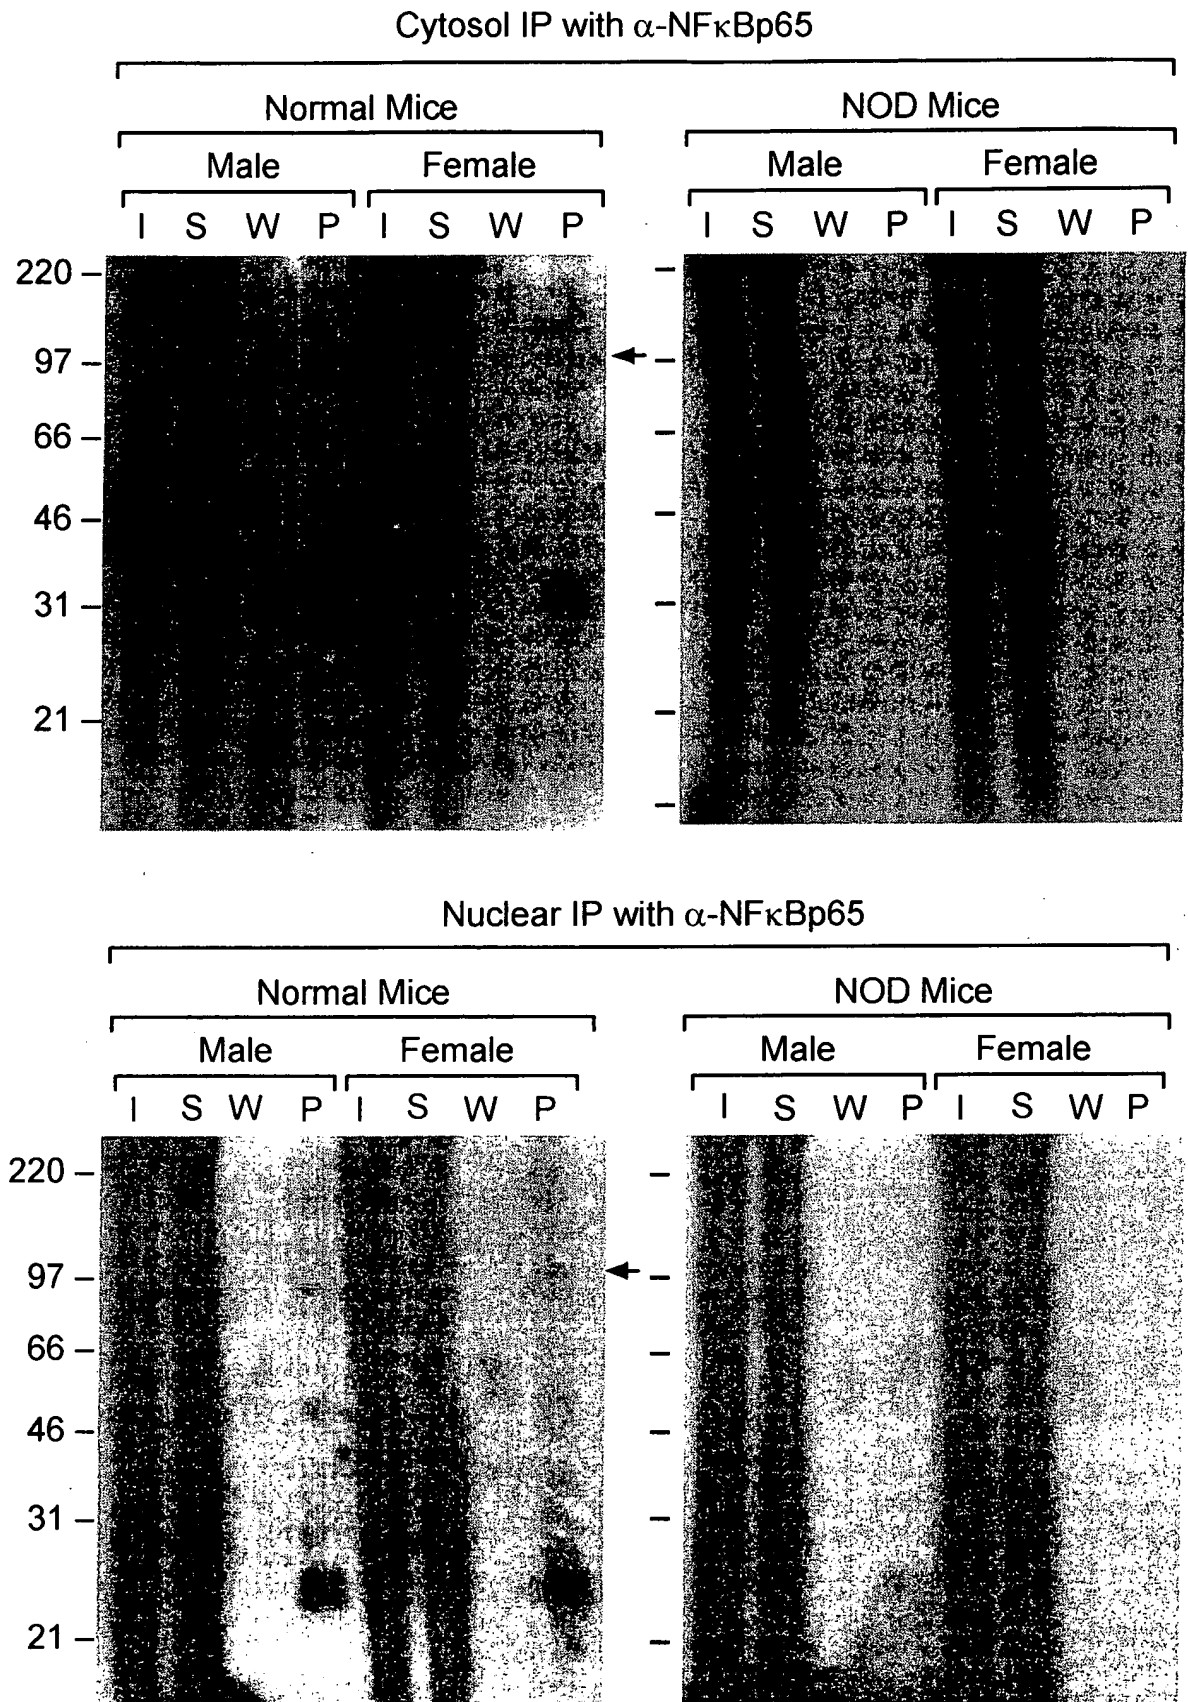 Cytosol IP with α-NFκBp65
Normal Mice
NOD Mice
Male
Female
Male
Female
I S W P I S W P
I S W P I S W P
220
97
66
46
31
21
Nuclear IP with α-NFκBp65
Normal Mice
NOD Mice
Male
Female
Male
Female
I S W P I S W P
I S W P I S W P
220
97
66
46
31
21